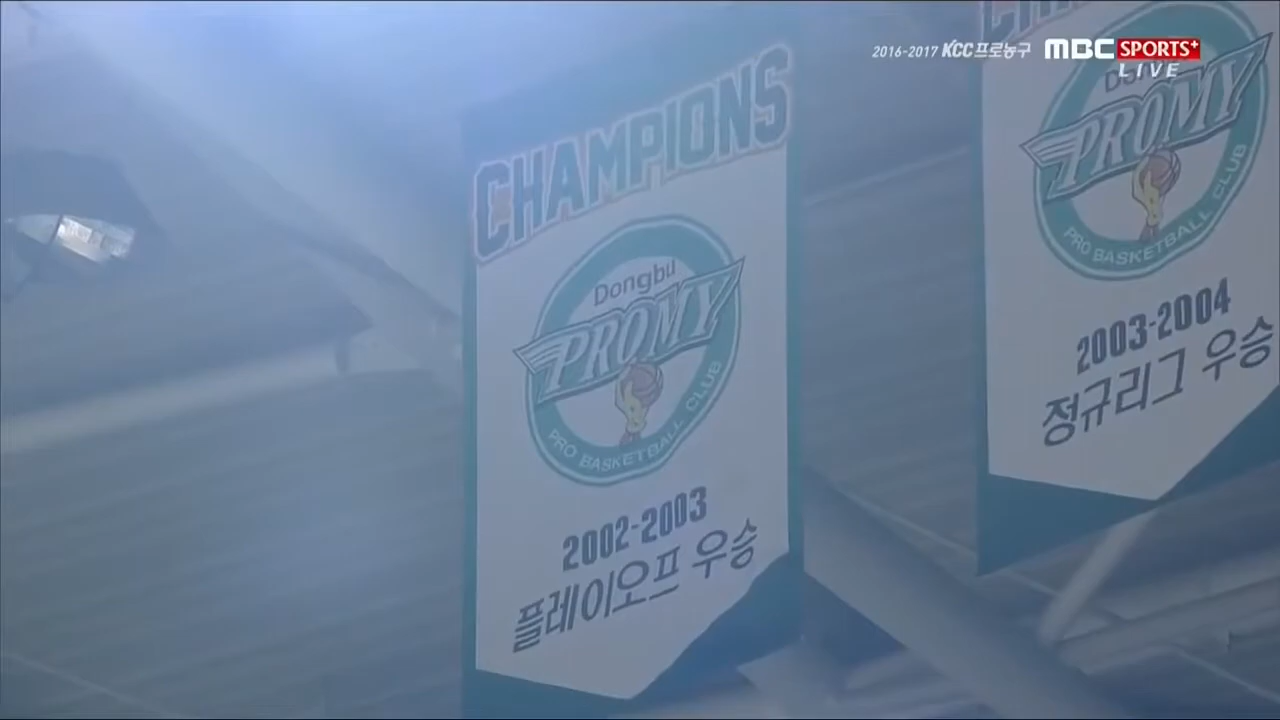 2016-2017 KCC프로농구 MBC SPORTS+
LIVE
CHAMPIONS
Dongbu
PROMY
PRO BASKETBALL CLUB
2002-2003
플레이오프 우승
PROMY
PRO BASKETBALL CLUB
2003-2004
정규리그 우승